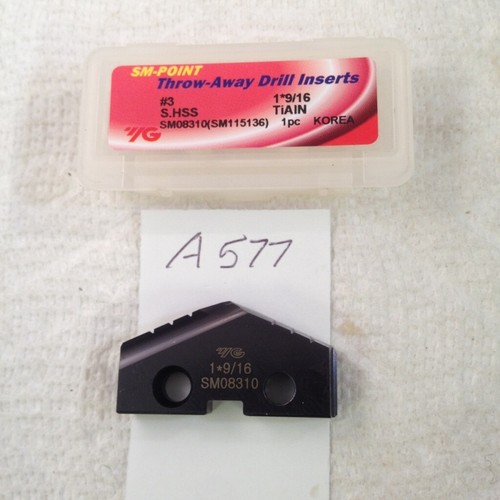 SM-POINT
Throw-Away Drill Inserts
#3 1*9/16
S.HSS TiAlN
SM08310(SM115136) 1pc KOREA
YG
A577
YG
1*9/16
SM08310